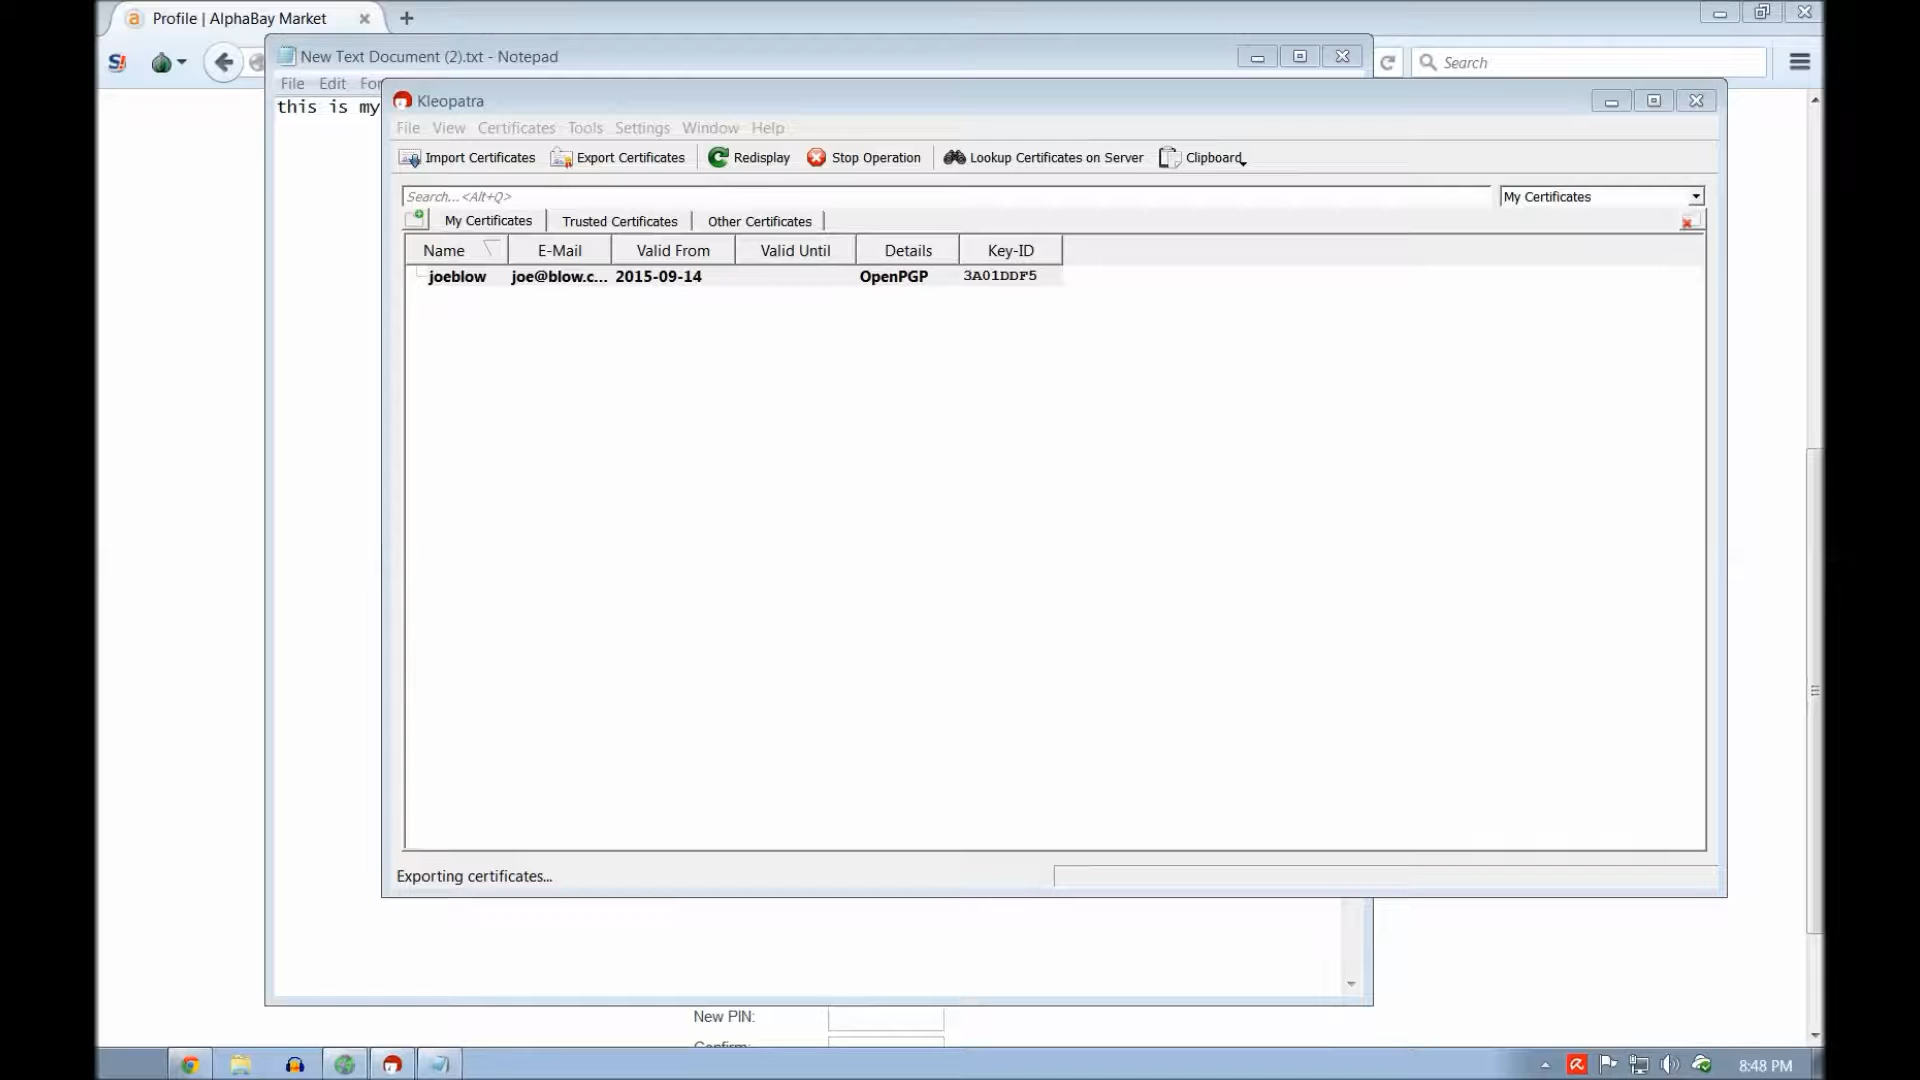 Profile | AlphaBay Market
Search
New Text Document (2).txt - Notepad
File Edit
this is my
Kleopatra
File View Certificates Tools Settings Window Help
Import Certificates Export Certificates Redisplay Stop Operation Lookup Certificates on Server Clipboard
Search... <Alt+Q> My Certificates
My Certificates Trusted Certificates Other Certificates
Name E-Mail Valid From Valid Until Details Key-ID
joeblow joe@blow.c... 2015-09-14 OpenPGP 3A01DDF5
Exporting certificates...
New PIN:
8:48 PM